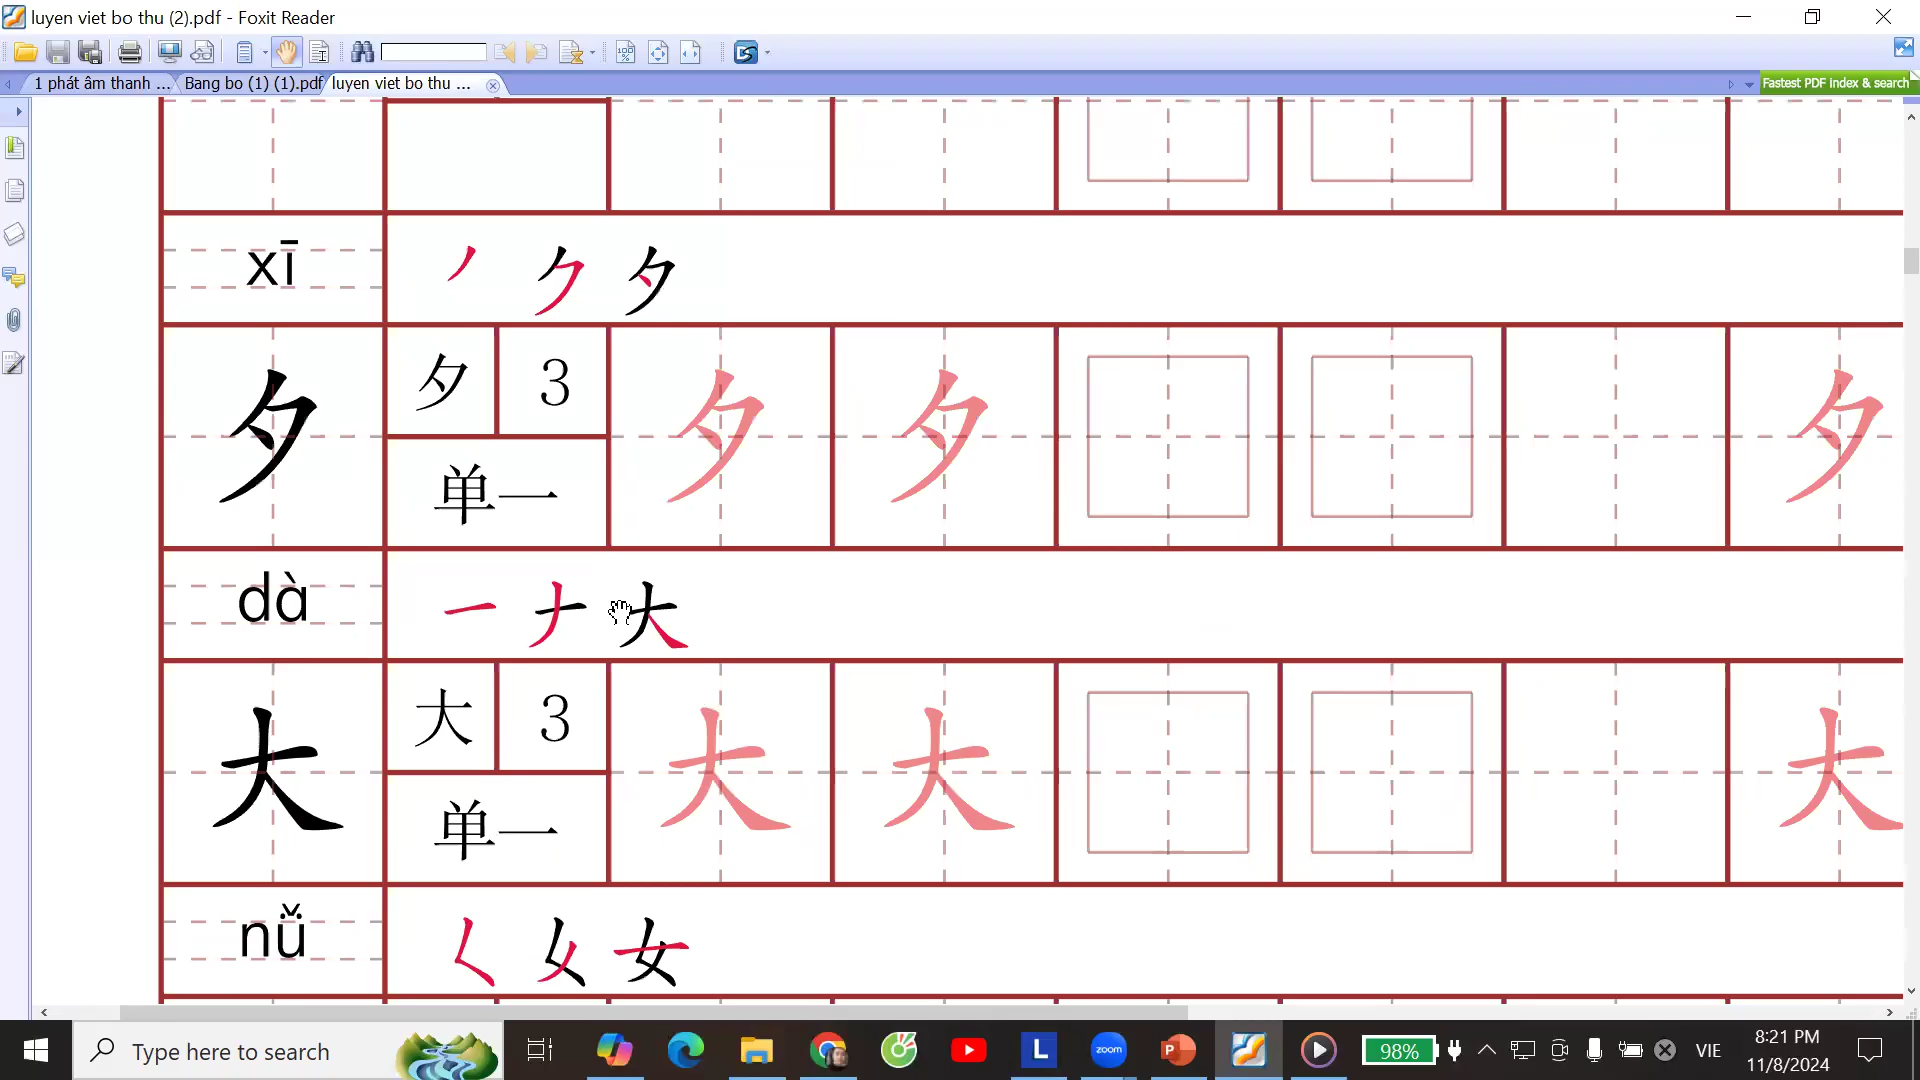 luyen viet bo thu (2).pdf - Foxit Reader
1 phát âm thanh ... Bang bo (1) (1).pdf luyen viet bo thu ... Fastest PDF index & search
xī 丿 ク 夕
夕 夕 3 夕 夕 夕
单一
dà 一 ナ 大
大 大 3 大 大 大
单一
nǚ 女
Type here to search
L zoom P 98% VIE
8:21 PM
11/8/2024